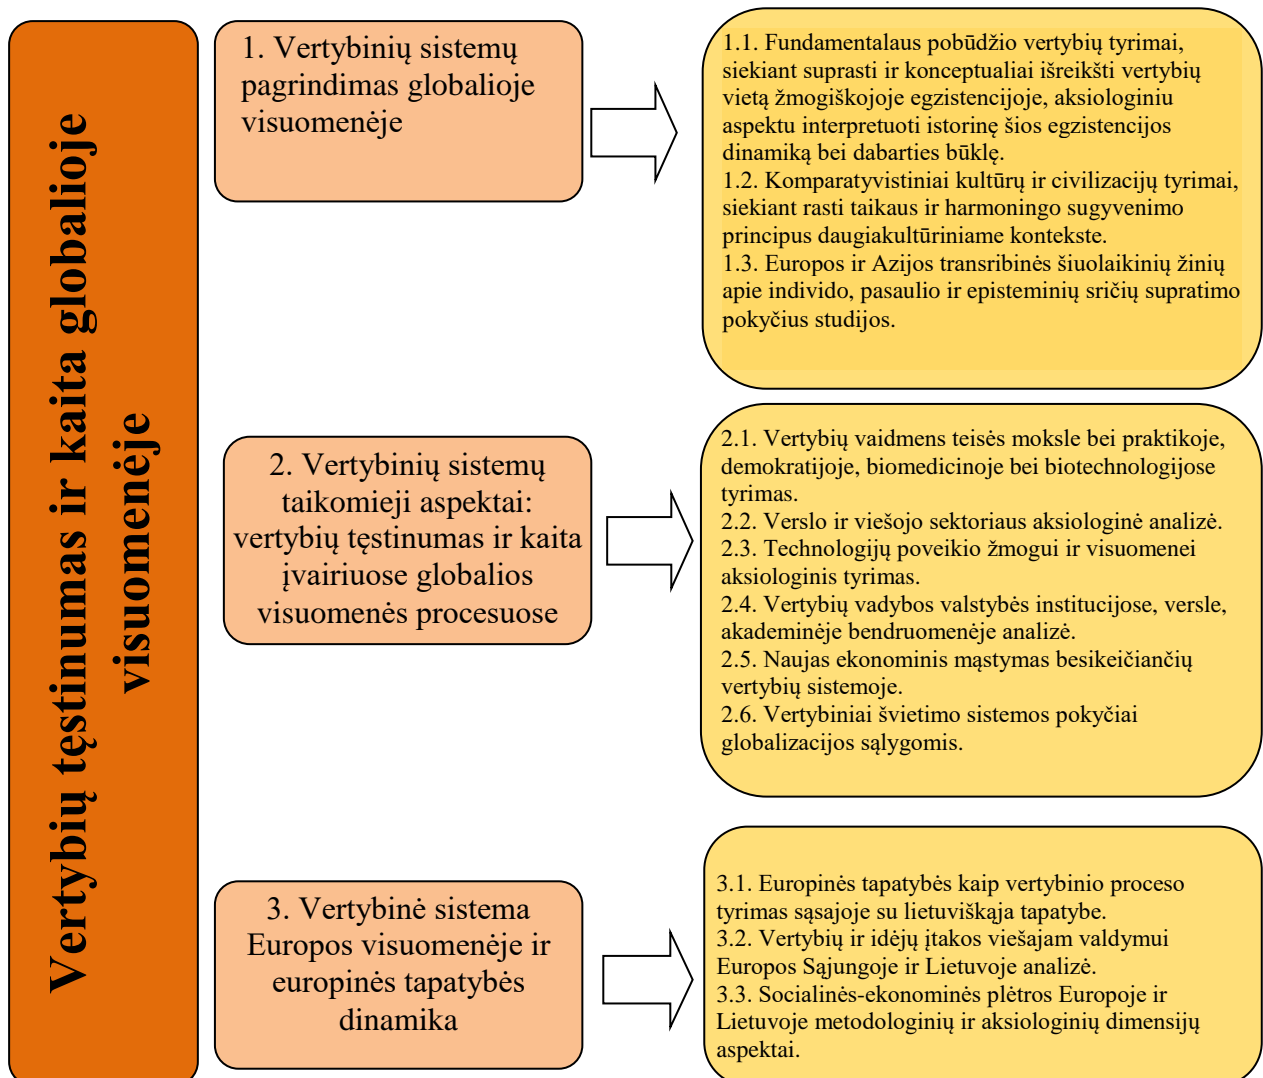 Vertybių tęstinumas ir kaita globalioje
visuomenėje
1. Vertybinių sistemų
pagrindimas globalioje
visuomenėje
1.1. Fundamentalaus pobūdžio vertybių tyrimai,
siekiant suprasti ir konceptualiai išreikšti vertybių
vietą žmogiškojoje egzistencijoje, aksiologiniu
aspektu interpretuoti istorinę šios egzistencijos
dinamiką bei dabarties būklę.
1.2. Komparatyvistiniai kultūrų ir civilizacijų tyrimai,
siekiant rasti taikaus ir harmoningo sugyvenimo
principus daugiakultūriniame kontekste.
1.3. Europos ir Azijos transribinės šiuolaikinių žinių
apie individo, pasaulio ir episteminių sričių supratimo
pokyčius studijos.
2. Vertybinių sistemų
taikomieji aspektai:
vertybių tęstinumas ir kaita
įvairiuose globalios
visuomenės procesuose
2.1. Vertybių vaidmens teisės moksle bei praktikoje,
demokratijoje, biomedicinoje bei biotechnologijose
tyrimas.
2.2. Verslo ir viešojo sektoriaus aksiologinė analizė.
2.3. Technologijų poveikio žmogui ir visuomenei
aksiologinis tyrimas.
2.4. Vertybių vadybos valstybės institucijose, versle,
akademinėje bendruomenėje analizė.
2.5. Naujas ekonominis mąstymas besikeičiančių
vertybių sistemoje.
2.6. Vertybiniai švietimo sistemos pokyčiai
globalizacijos sąlygomis.
3. Vertybinė sistema
Europos visuomenėje ir
europinės tapatybės
dinamika
3.1. Europinės tapatybės kaip vertybinio proceso
tyrimas sąsajoje su lietuviškąja tapatybe.
3.2. Vertybių ir idėjų įtakos viešajam valdymui
Europos Sąjungoje ir Lietuvoje analizė.
3.3. Socialinės-ekonominės plėtros Europoje ir
Lietuvoje metodologinių ir aksiologinių dimensijų
aspektai.